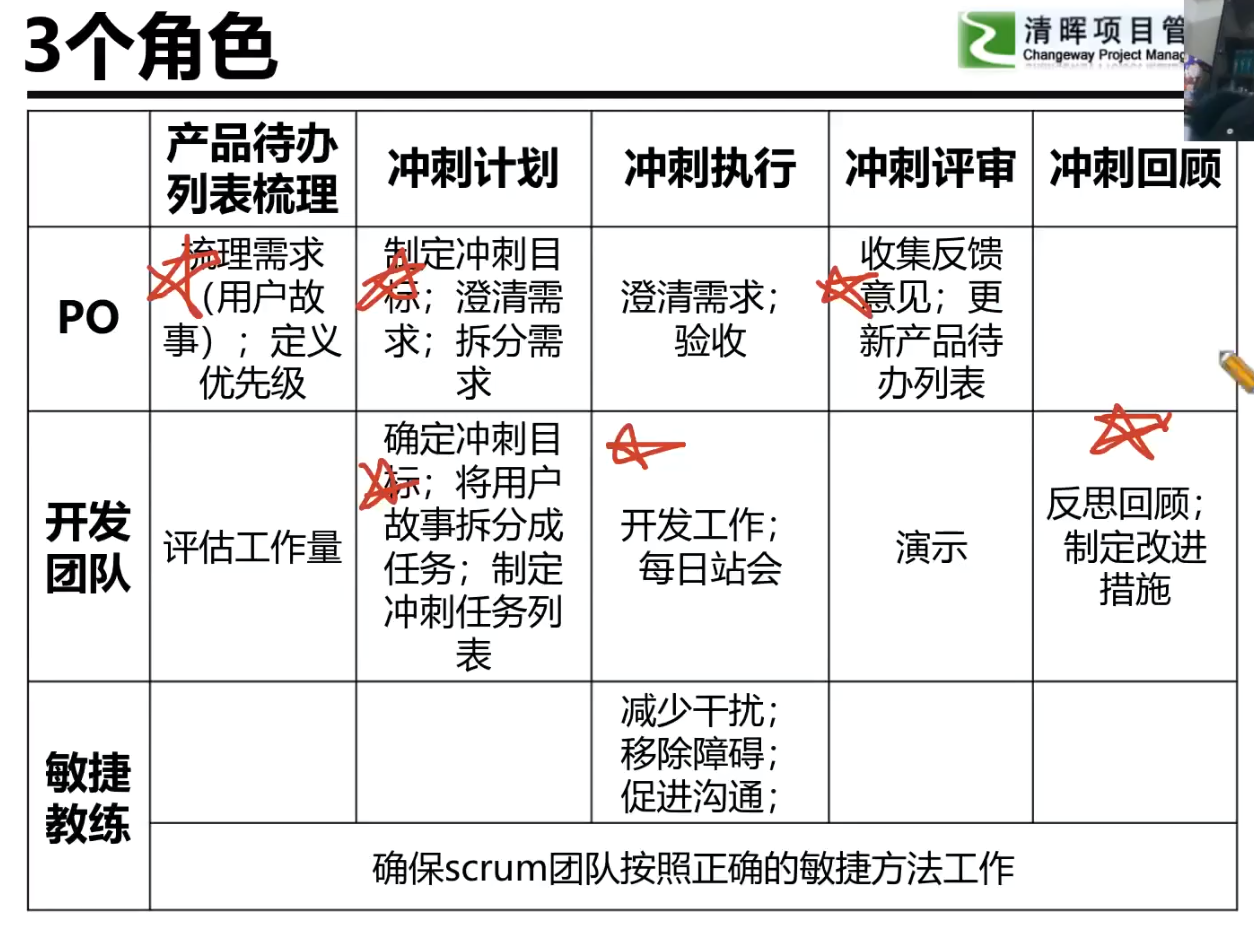 3个角色
清晖项目管
Changeway Project Manag
产品待办
列表梳理
冲刺计划
冲刺执行
冲刺评审
冲刺回顾
PO
梳理需求
（用户故
事）；定义
优先级
制定冲刺目
标；澄清需
求；拆分需
求
澄清需求；
验收
收集反馈
意见；更
新产品待
办列表
开发
团队
评估工作量
确定冲刺目
标；将用户
故事拆分成
任务；制定
冲刺任务列
表
开发工作；
每日站会
演示
反思回顾；
制定改进
措施
敏捷
教练
减少干扰；
移除障碍；
促进沟通；
确保scrum团队按照正确的敏捷方法工作